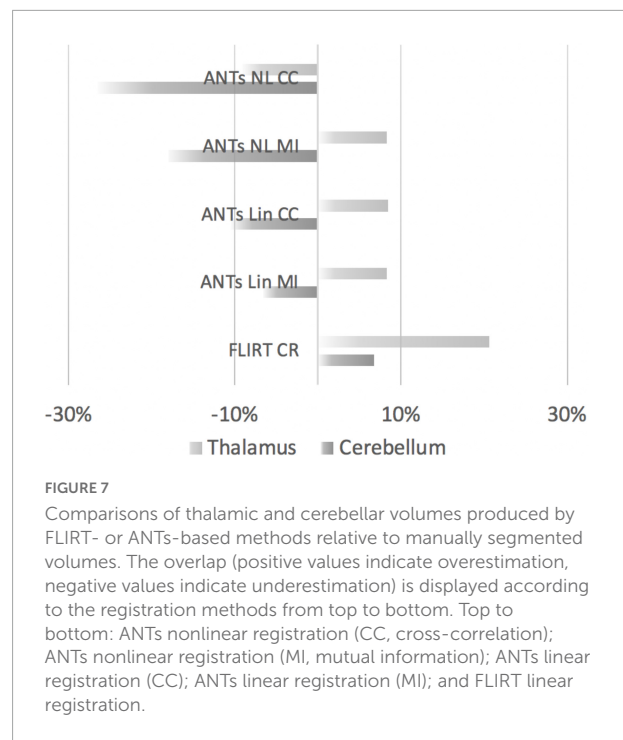 ANTs NL CC
ANTs NL MI
ANTs Lin CC
ANTs Lin MI
FLIRT CR
-30% -10% 10% 30%
Thalamus Cerebellum
FIGURE 7
Comparisons of thalamic and cerebellar volumes produced by
FLIRT- or ANTs-based methods relative to manually segmented
volumes. The overlap (positive values indicate overestimation,
negative values indicate underestimation) is displayed according
to the registration methods from top to bottom. Top to
bottom: ANTs nonlinear registration (CC, cross-correlation);
ANTs nonlinear registration (MI, mutual information); ANTs linear
registration (CC); ANTs linear registration (MI); and FLIRT linear
registration.